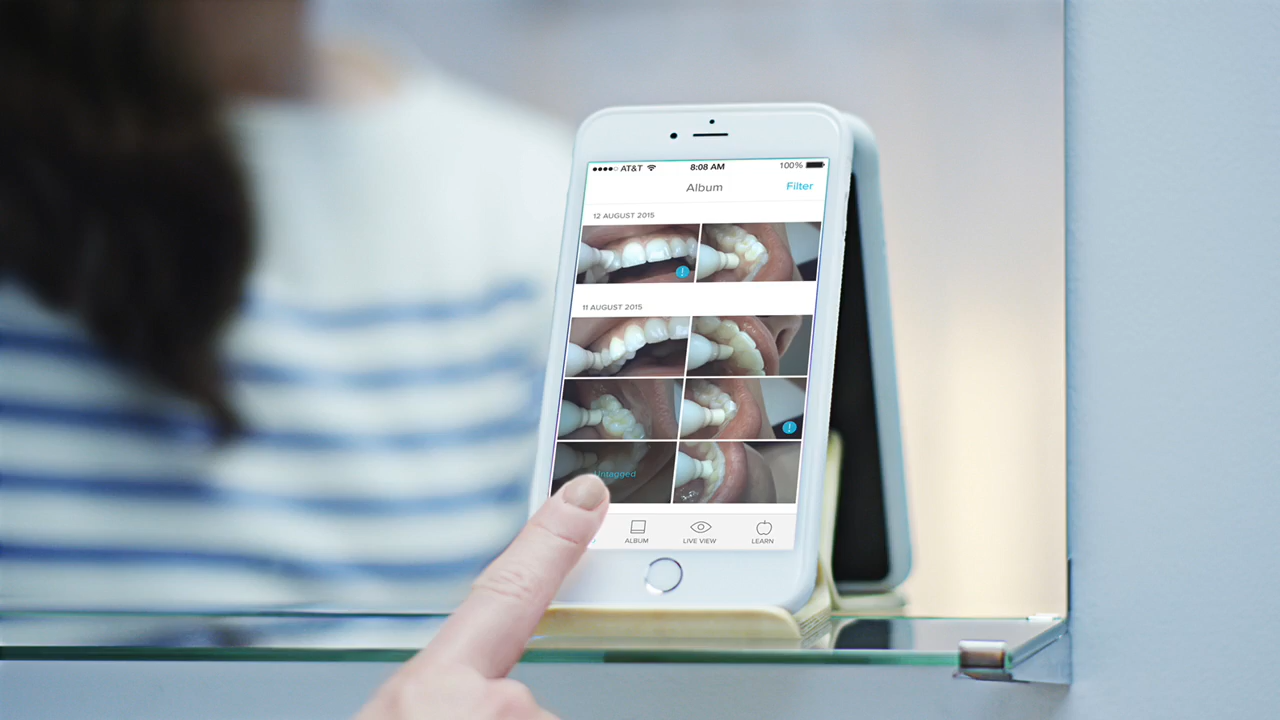 AT&T 8:08 AM 100%
Album Filter
12 AUGUST 2015
11 AUGUST 2015
Untagged
ALBUM LIVE VIEW LEARN